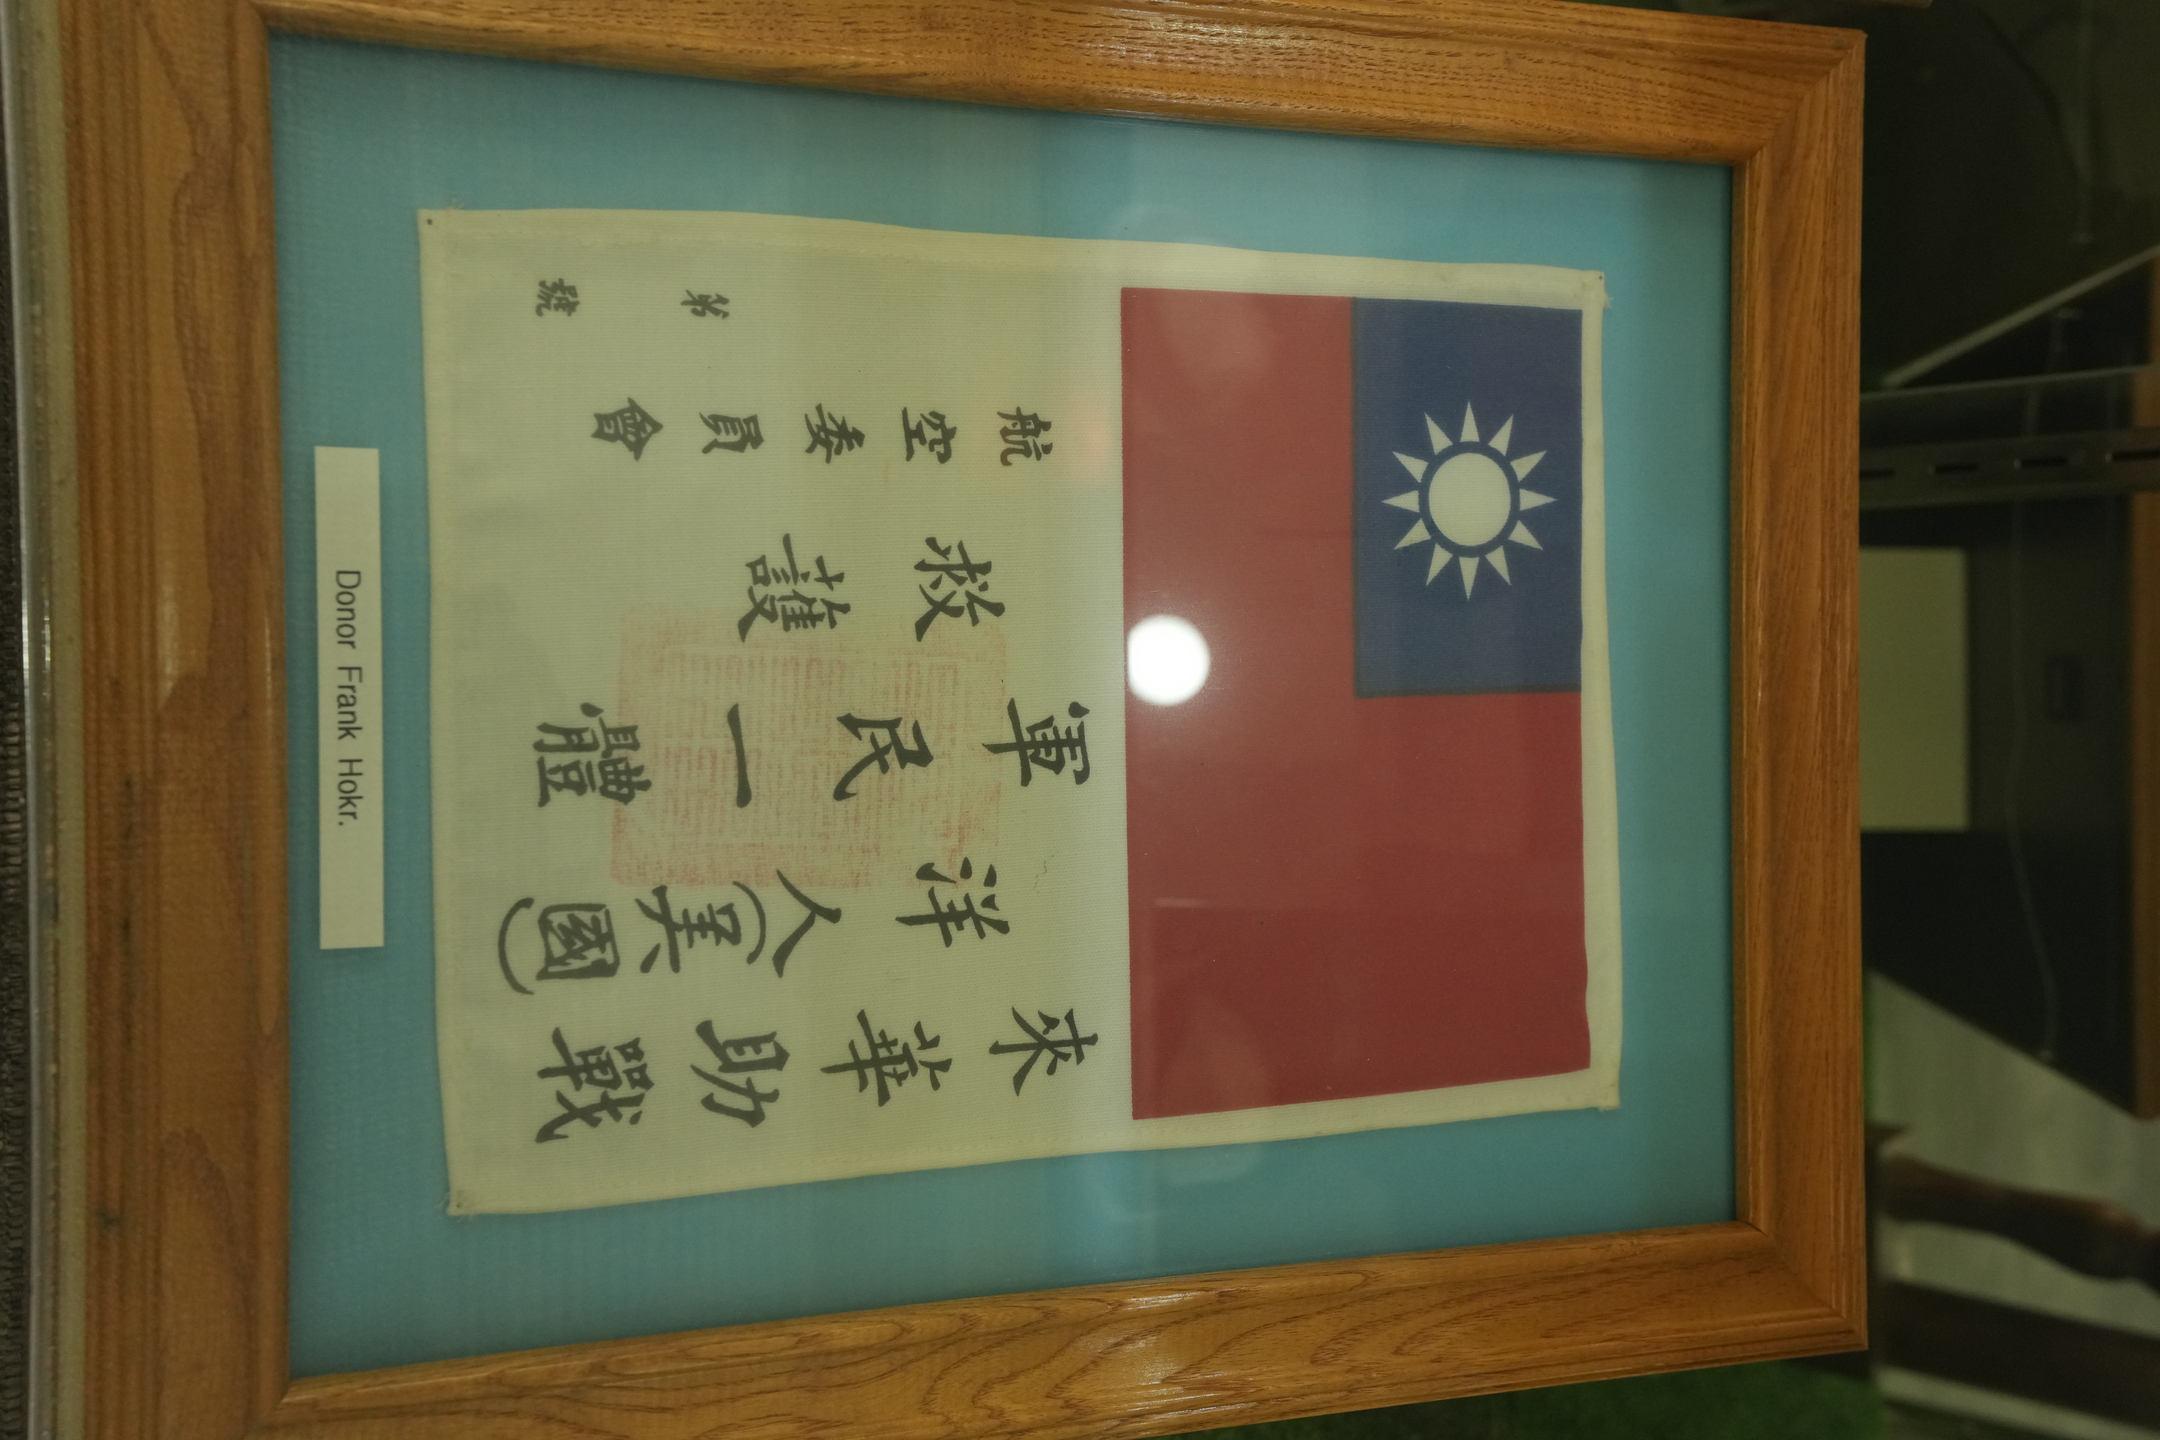 來華助戰
洋人(美國)
軍民一體
救護
航空委員會
第 號
Donor Frank Hokr.